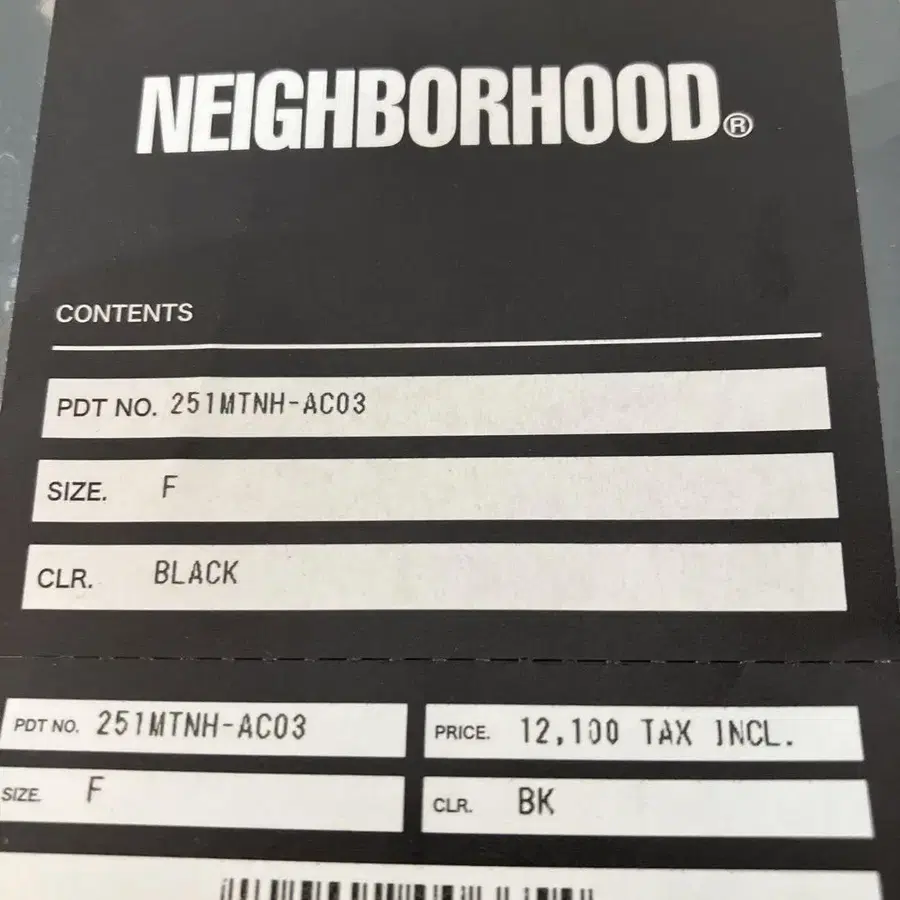 NEIGHBORHOOD®
CONTENTS
PDT NO. 251MTNH-AC03
SIZE. F
CLR. BLACK
PDT NO. 251MTNH-AC03
PRICE. 12,100 TAX INCL.
SIZE. F
CLR. BK